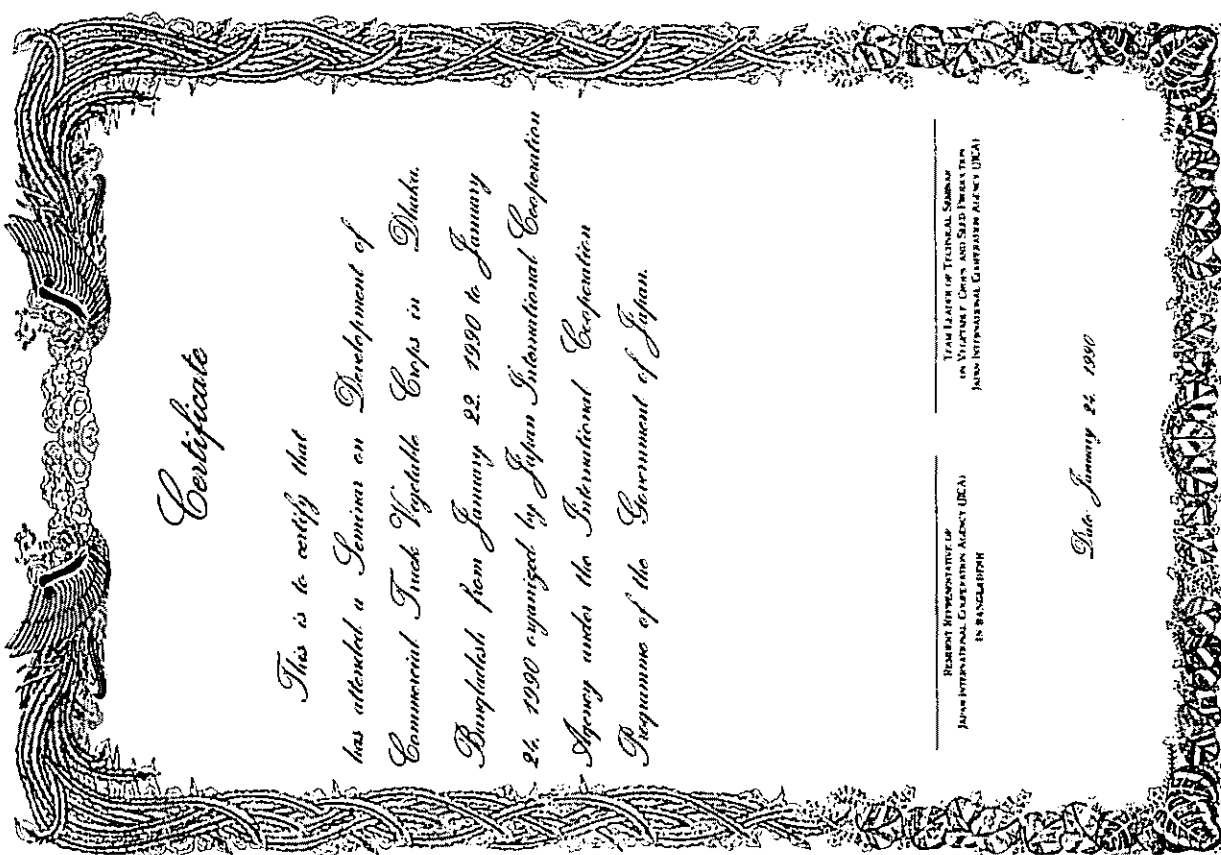 Certificate
This is to certify that
has attended a Seminar on Development of
Commercial Truck Vegetable Crops in Dhaka,
Bangladesh from January 22, 1990 to January
24, 1990 organized by Japan International Cooperation
Agency under the International Cooperation
Programme of the Government of Japan.
RESIDENT REPRESENTATIVE OF
JAPAN INTERNATIONAL COOPERATION AGENCY (JICA)
IN BANGLADESH
TEAM LEADER OF TECHNICAL SEMINAR
ON VEGETABLE CROPS AND SEED PRODUCTION
JAPAN INTERNATIONAL COOPERATION AGENCY (JICA)
Date January 24, 1990